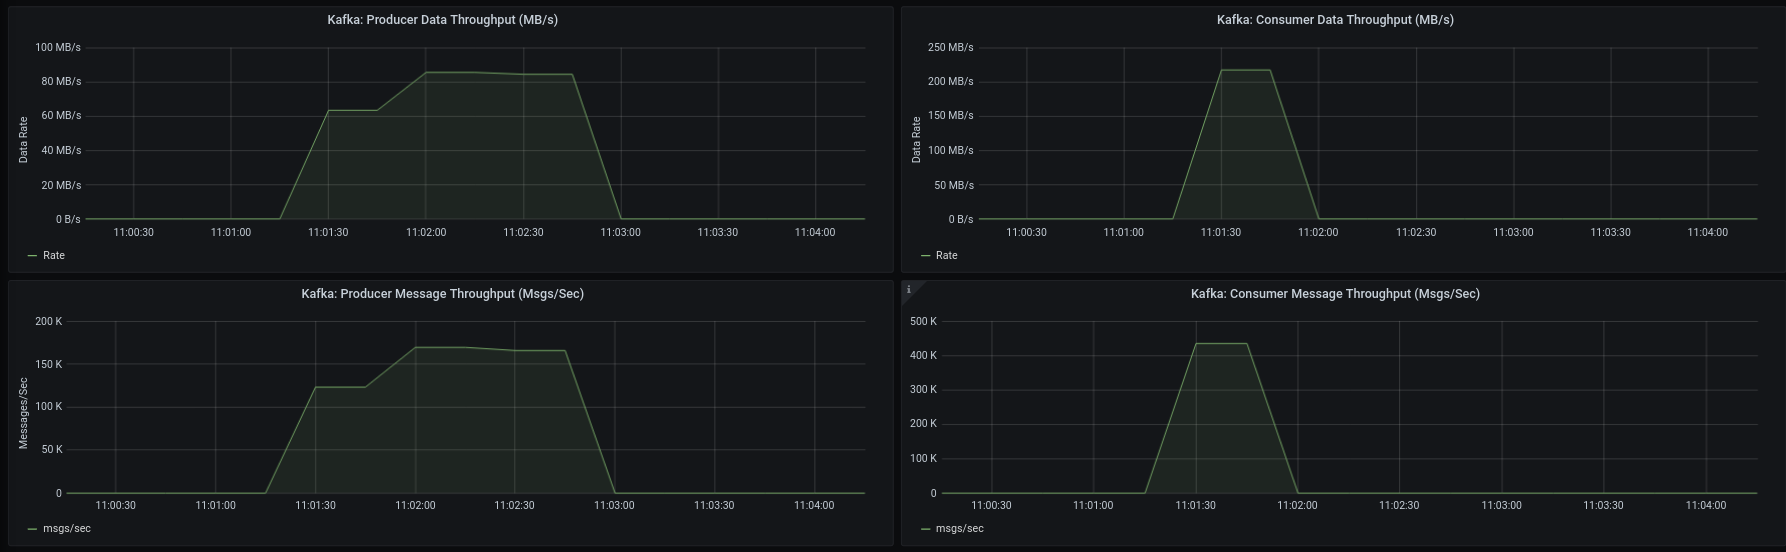 Kafka: Producer Data Throughput (MB/s)
100 MB/s
80 MB/s
60 MB/s
40 MB/s
20 MB/s
0 B/s
Data Rate
11:00:30 11:01:00 11:01:30 11:02:00 11:02:30 11:03:00 11:03:30 11:04:00
Rate
Kafka: Consumer Data Throughput (MB/s)
250 MB/s
200 MB/s
150 MB/s
100 MB/s
50 MB/s
0 B/s
Data Rate
11:00:30 11:01:00 11:01:30 11:02:00 11:02:30 11:03:00 11:03:30 11:04:00
Rate
Kafka: Producer Message Throughput (Msgs/Sec)
200 K
150 K
100 K
50 K
0
Messages/Sec
11:00:30 11:01:00 11:01:30 11:02:00 11:02:30 11:03:00 11:03:30 11:04:00
msgs/sec
i
Kafka: Consumer Message Throughput (Msgs/Sec)
500 K
400 K
300 K
200 K
100 K
0
11:00:30 11:01:00 11:01:30 11:02:00 11:02:30 11:03:00 11:03:30 11:04:00
msgs/sec